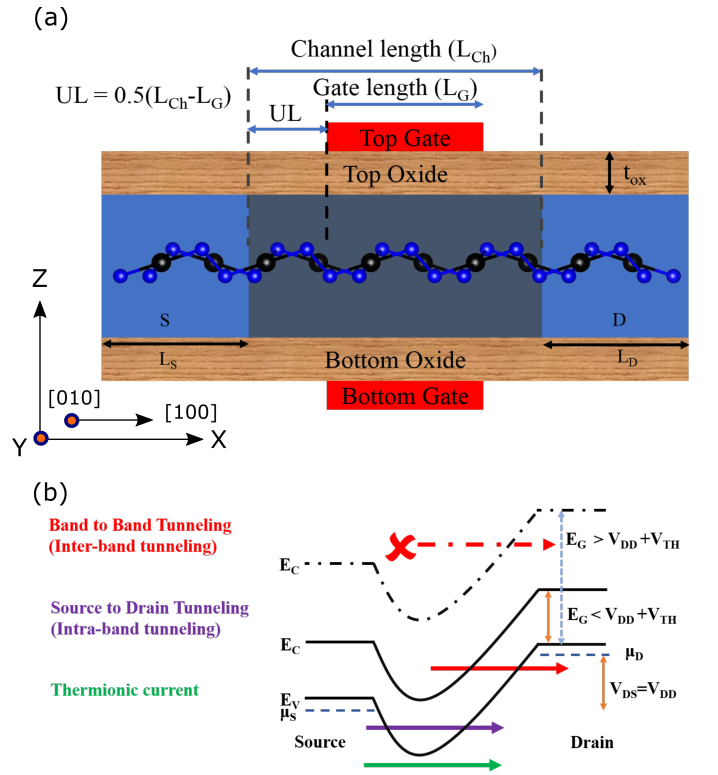 (a)
Channel length (L_Ch)
UL = 0.5(L_Ch-L_G)
Gate length (L_G)
UL
Top Gate
Top Oxide
t_ox
Z
S
D
L_S
Bottom Oxide
L_D
[010]
[100]
Bottom Gate
Y
X
(b)
Band to Band Tunneling
(Inter-band tunneling)
E_C
E_G > V_DD + V_TH
Source to Drain Tunneling
(Intra-band tunneling)
E_C
E_G < V_DD + V_TH
μ_D
Thermionic current
E_V
μ_S
V_DS=V_DD
Source
Drain